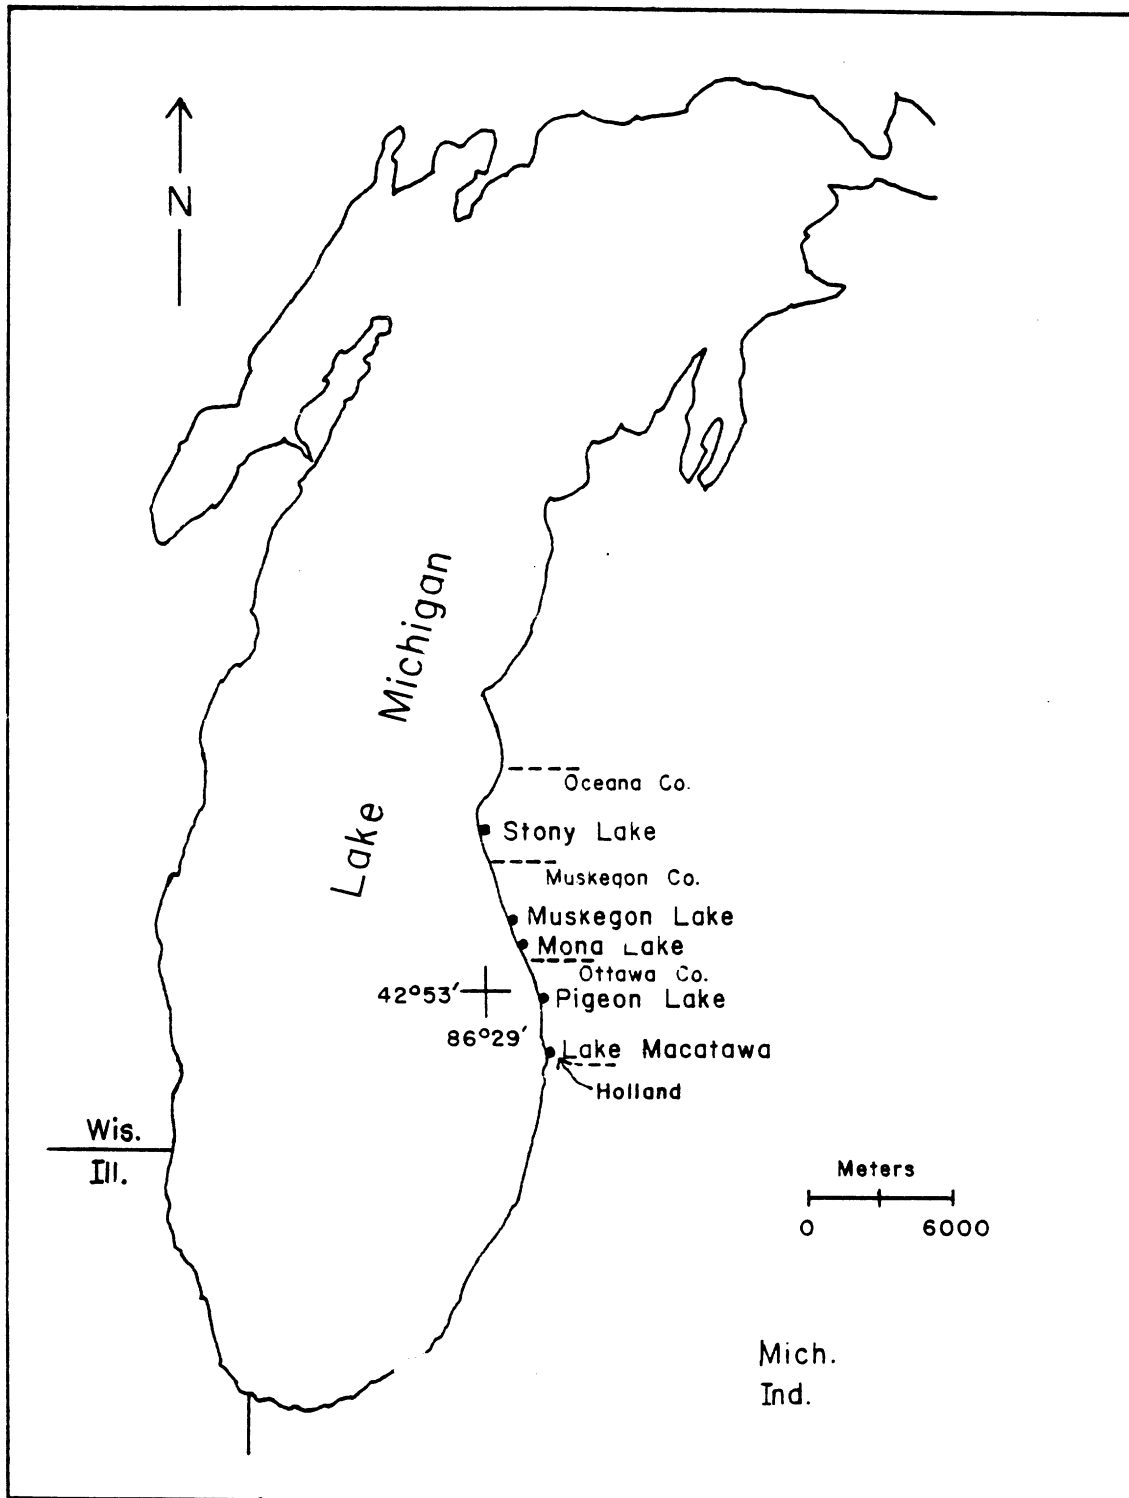 N
Lake Michigan
Oceana Co.
Stony Lake
Muskegon Co.
Muskegon Lake
Mona Lake
Ottawa Co.
42°53′
Pigeon Lake
86°29′
Lake Macatawa
Holland
Wis.
Ill.
Meters
0 6000
Mich.
Ind.